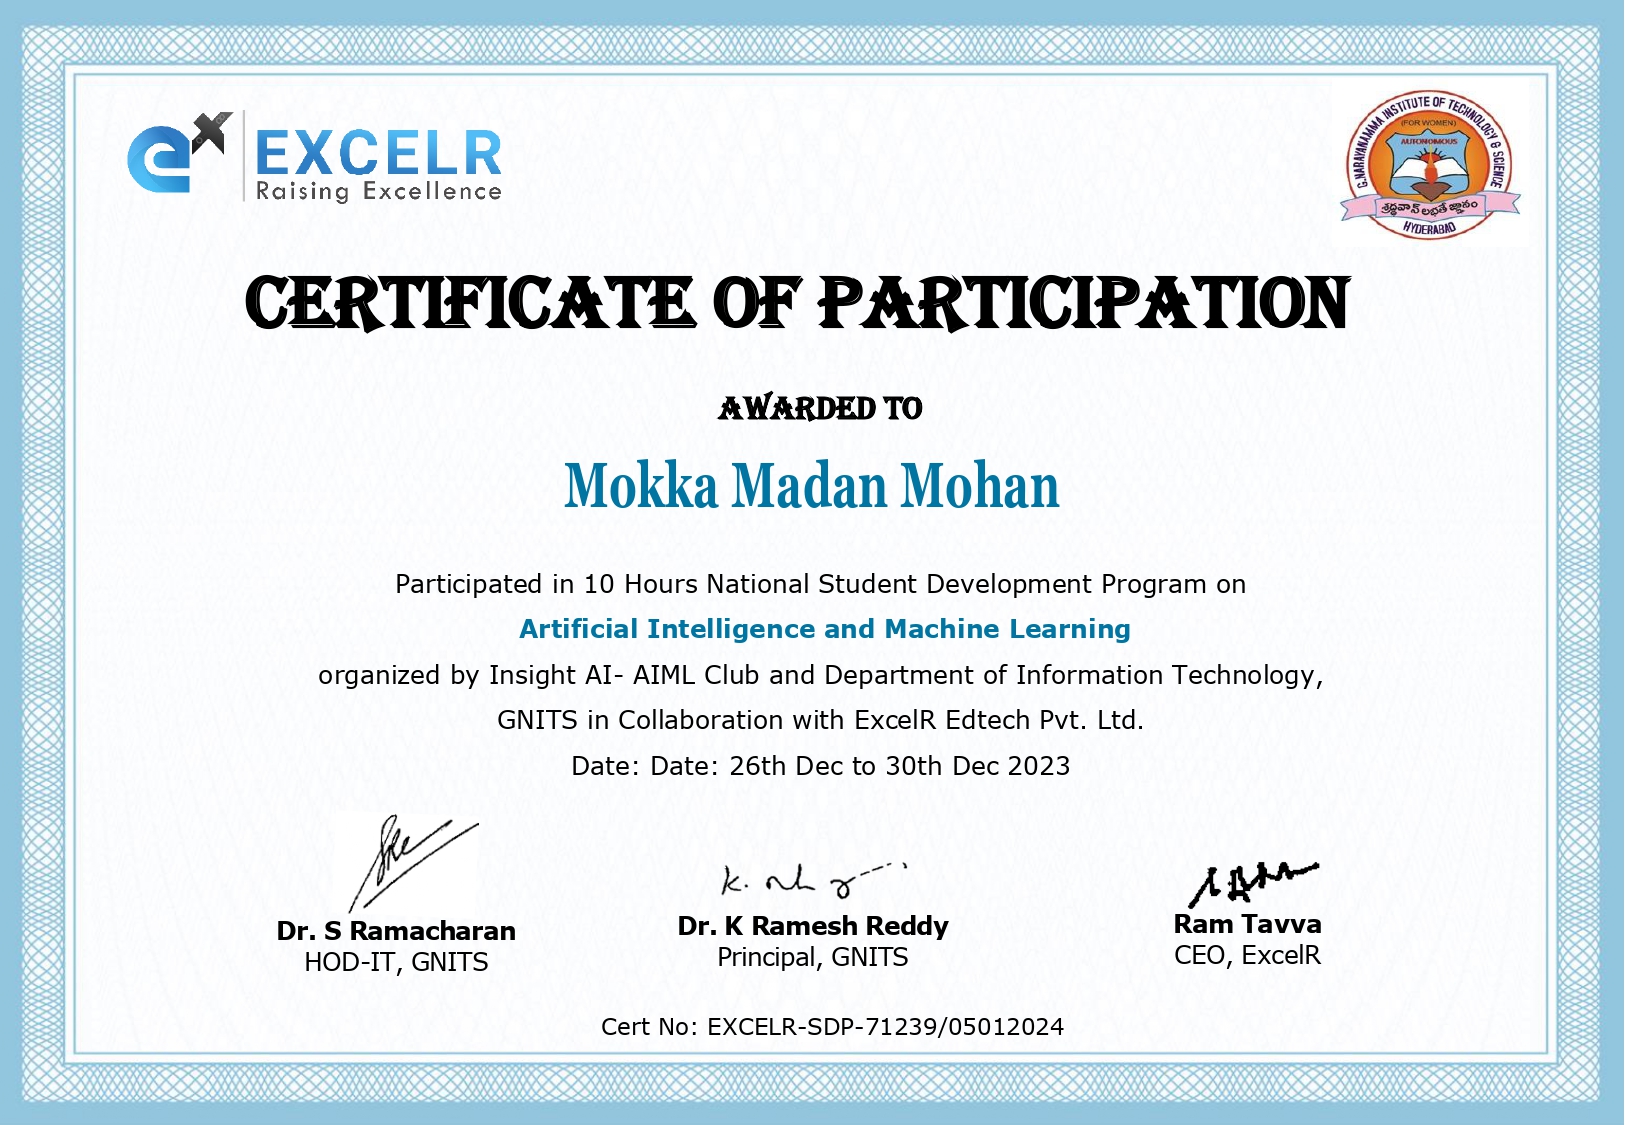 eX
EXCELR
Raising Excellence
G.NARAYANAMMA INSTITUTE OF TECHNOLOGY & SCIENCE
(FOR WOMEN)
AUTONOMOUS
శ్రద్ధవాన్ లభతే జ్ఞానం
HYDERABAD
CERTIFICATE OF PARTICIPATION
AWARDED TO
Mokka Madan Mohan
Participated in 10 Hours National Student Development Program on
Artificial Intelligence and Machine Learning
organized by Insight AI- AIML Club and Department of Information Technology,
GNITS in Collaboration with ExcelR Edtech Pvt. Ltd.
Date: Date: 26th Dec to 30th Dec 2023
Dr. S Ramacharan
HOD-IT, GNITS
Dr. K Ramesh Reddy
Principal, GNITS
Ram Tavva
CEO, ExcelR
Cert No: EXCELR-SDP-71239/05012024